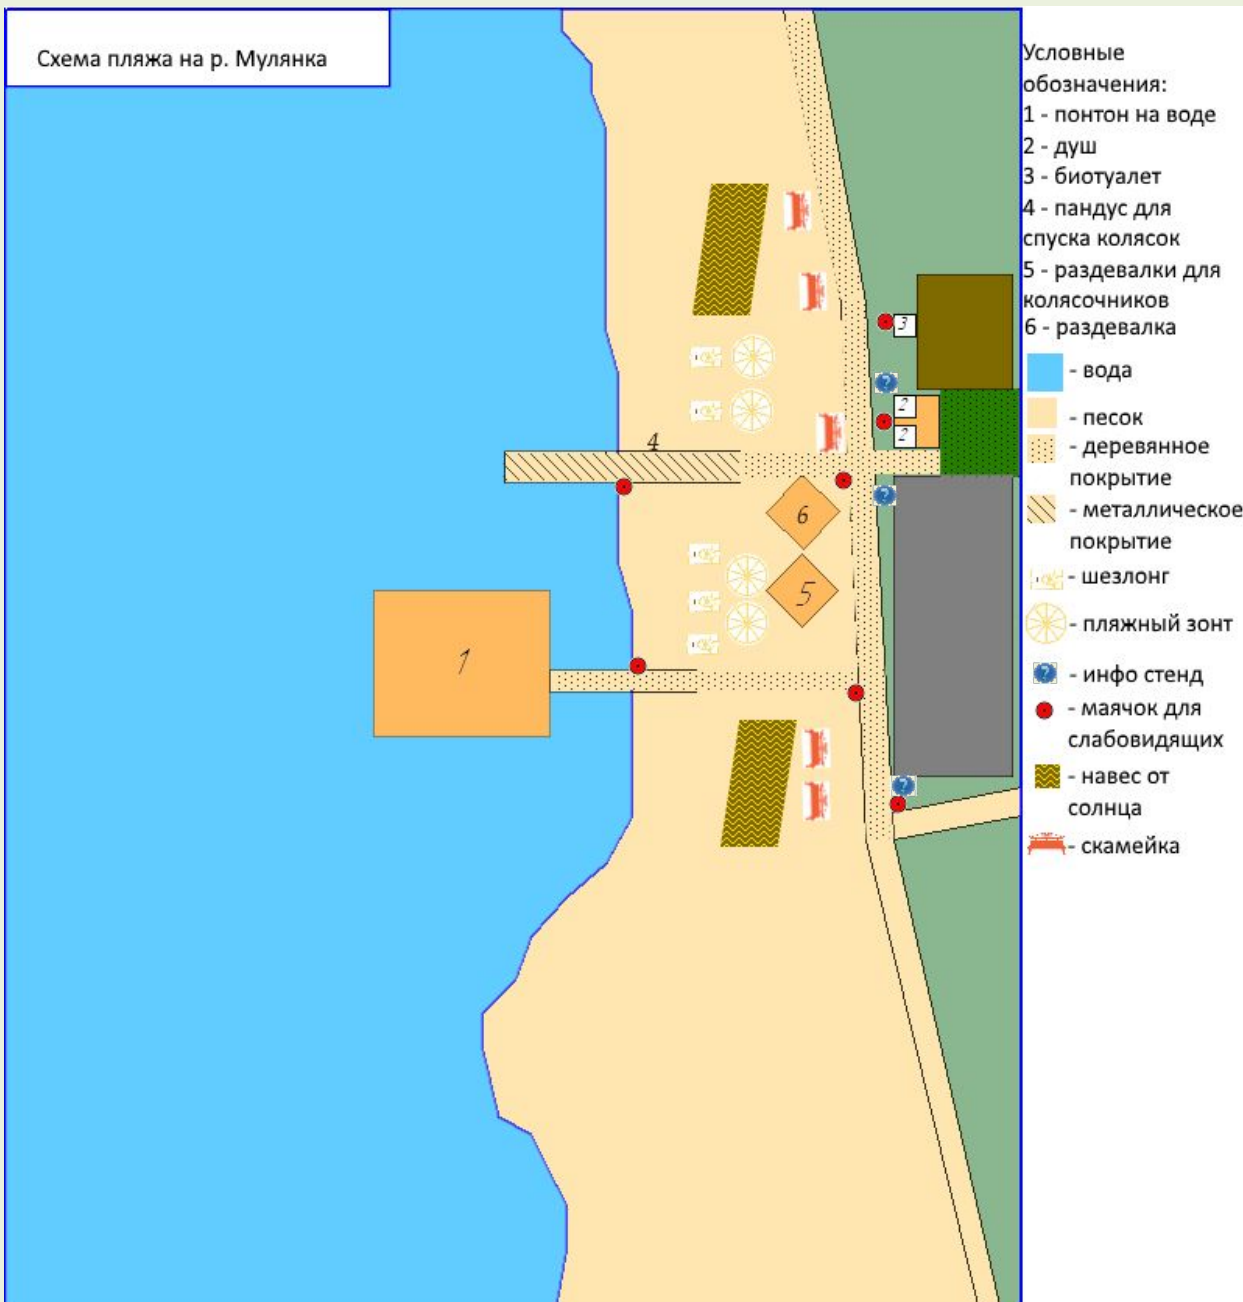 Схема пляжа на р. Мулянка
Условные
обозначения:
1 - понтон на воде
2 - душ
3 - биотуалет
4 - пандус для
спуска колясок
5 - раздевалки для
колясочников
6 - раздевалка
- вода
- песок
- деревянное
покрытие
- металлическое
покрытие
- шезлонг
- пляжный зонт
- инфо стенд
- маячок для
слабовидящих
- навес от
солнца
- скамейка
3
2
2
4
6
5
1